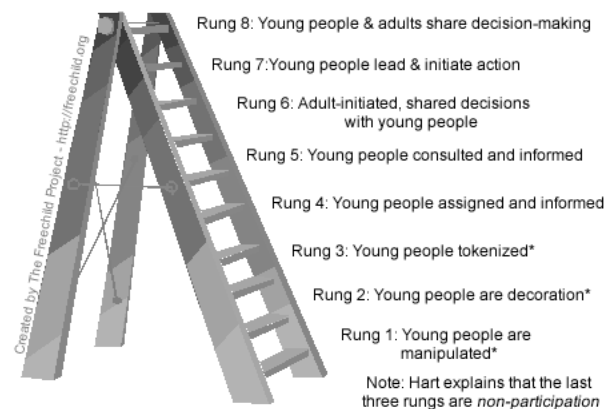 Rung 8: Young people & adults share decision-making
Rung 7:Young people lead & initiate action
Rung 6: Adult-initiated, shared decisions
with young people
Rung 5: Young people consulted and informed
Rung 4: Young people assigned and informed
Rung 3: Young people tokenized*
Rung 2: Young people are decoration*
Rung 1: Young people are
manipulated*
Note: Hart explains that the last
three rungs are non-participation
Created by The Freechild Project - http://freechild.org